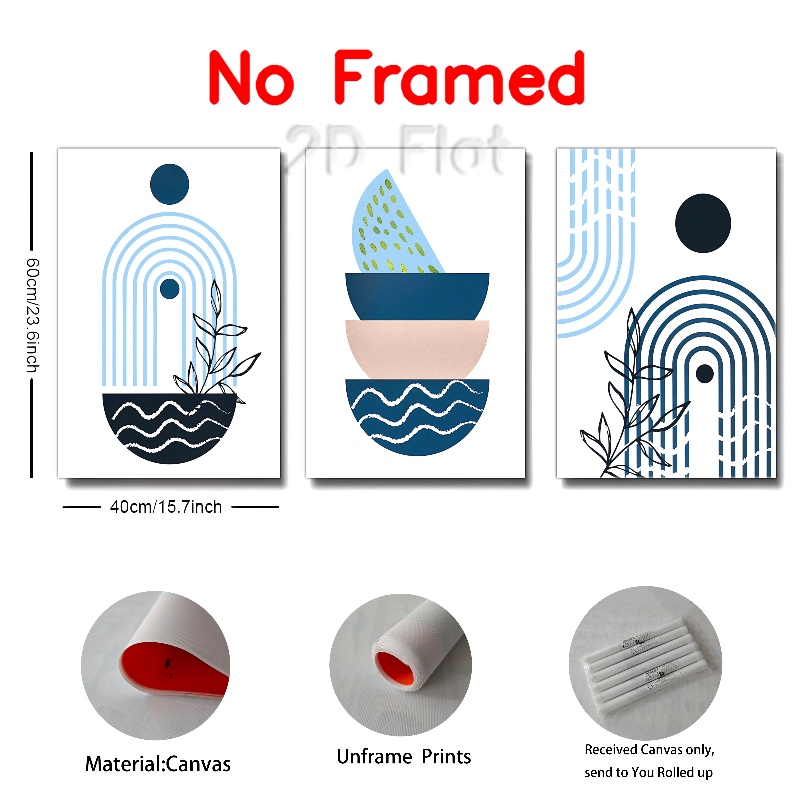 No Framed
2D Flat
60cm/23.6inch
40cm/15.7inch
Material:Canvas
Unframe Prints
Received Canvas only,
send to You Rolled up